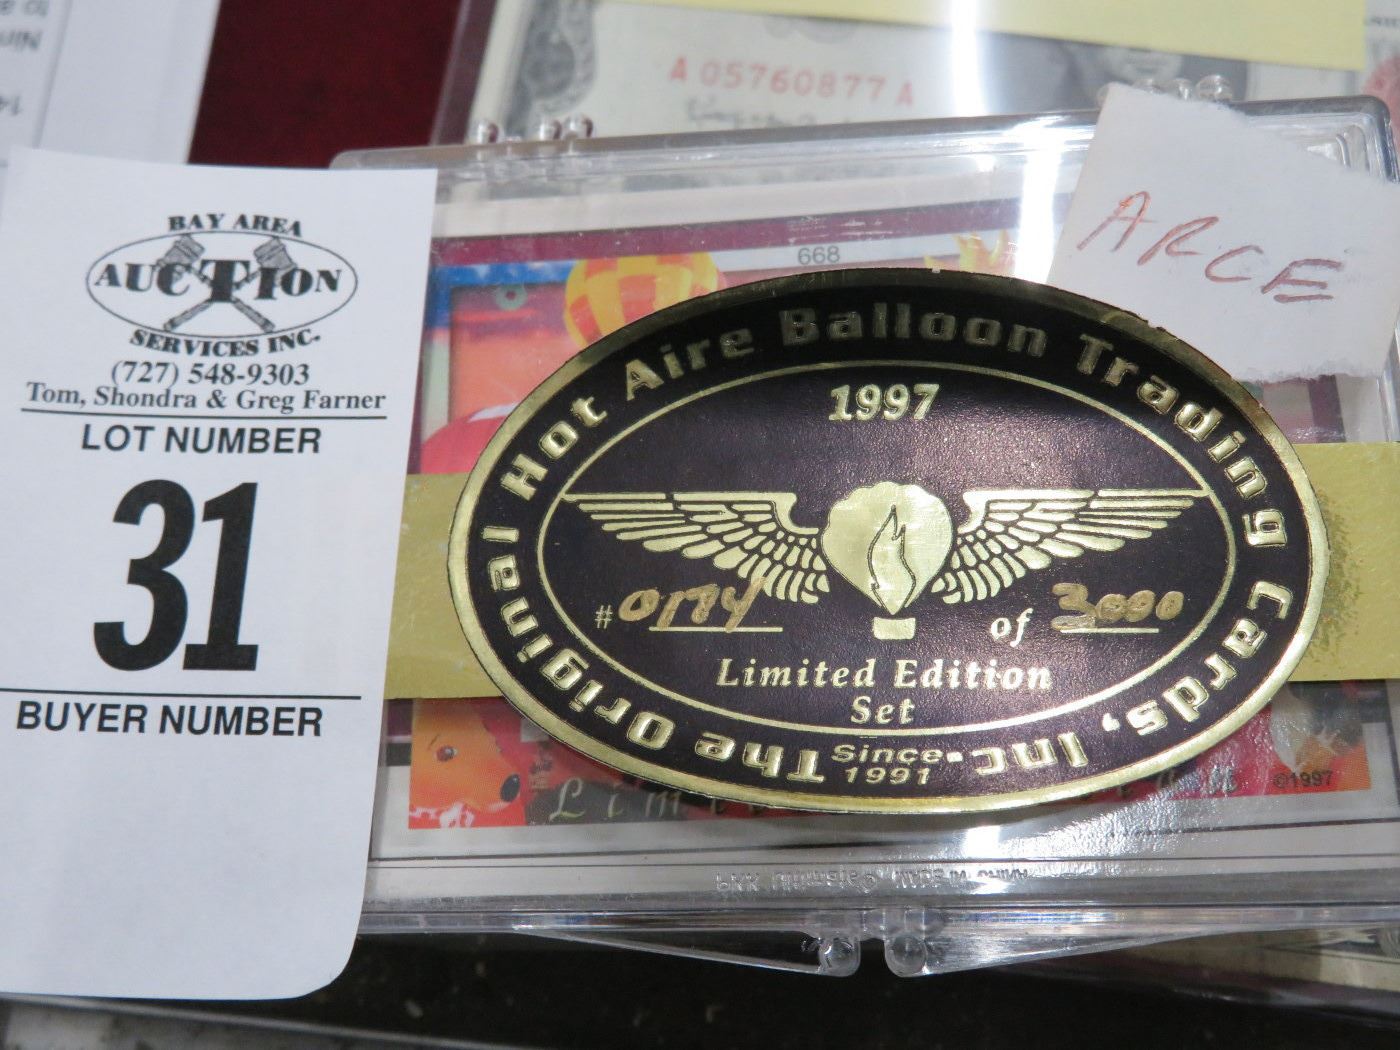 A 05760877 A
BAY AREA
AUCTION
SERVICES INC.
(727) 548-9303
Tom, Shondra & Greg Farner
LOT NUMBER
31
BUYER NUMBER
ARCE
668
The Original Hot Aire Balloon Trading Cards, Inc.
Since
1991
1997
# 0174 of 3000
Limited Edition
Set
©1997